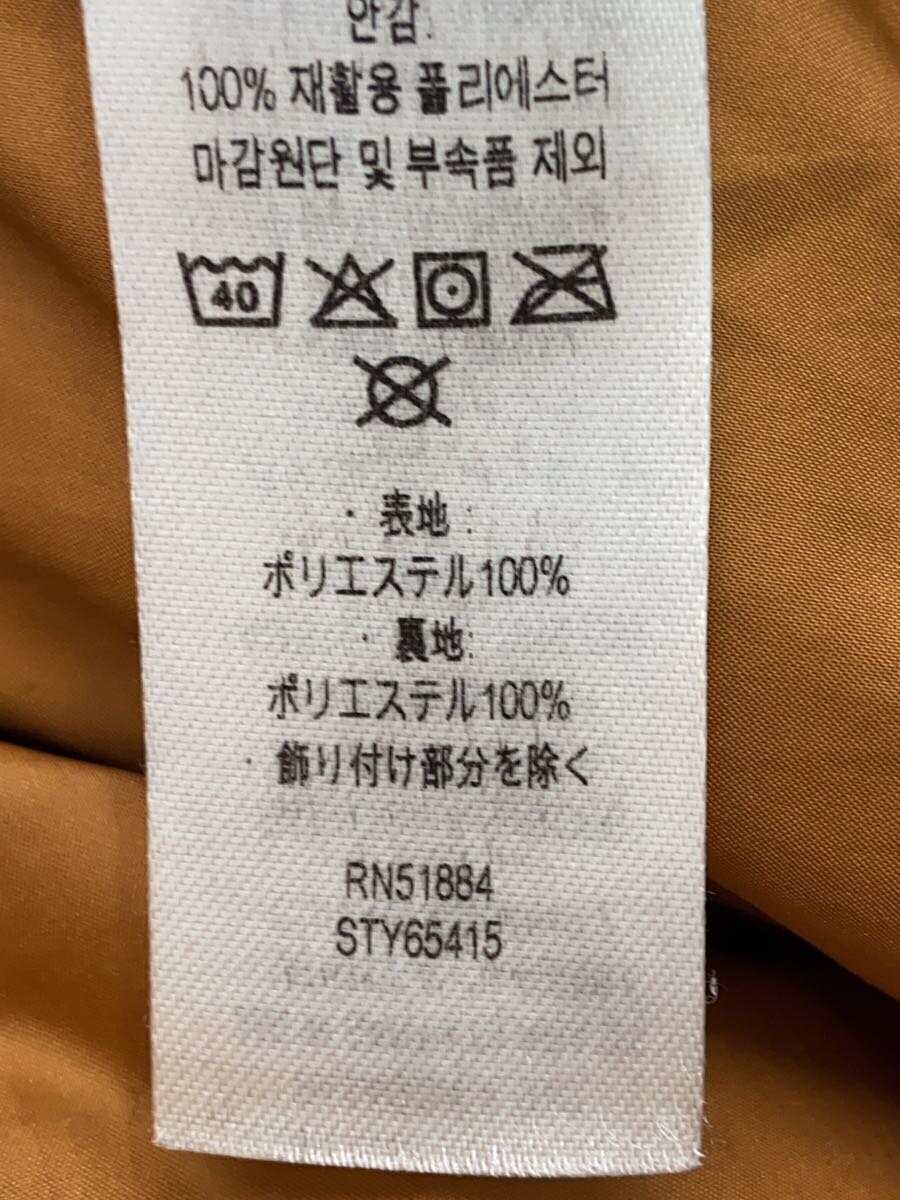 안감:
100% 재활용 폴리에스터
마감원단 및 부속품 제외
40
· 表地 :
ポリエステル100%
· 裏地:
ポリエステル100%
· 飾り付け部分を除く
RN51884
STY65415